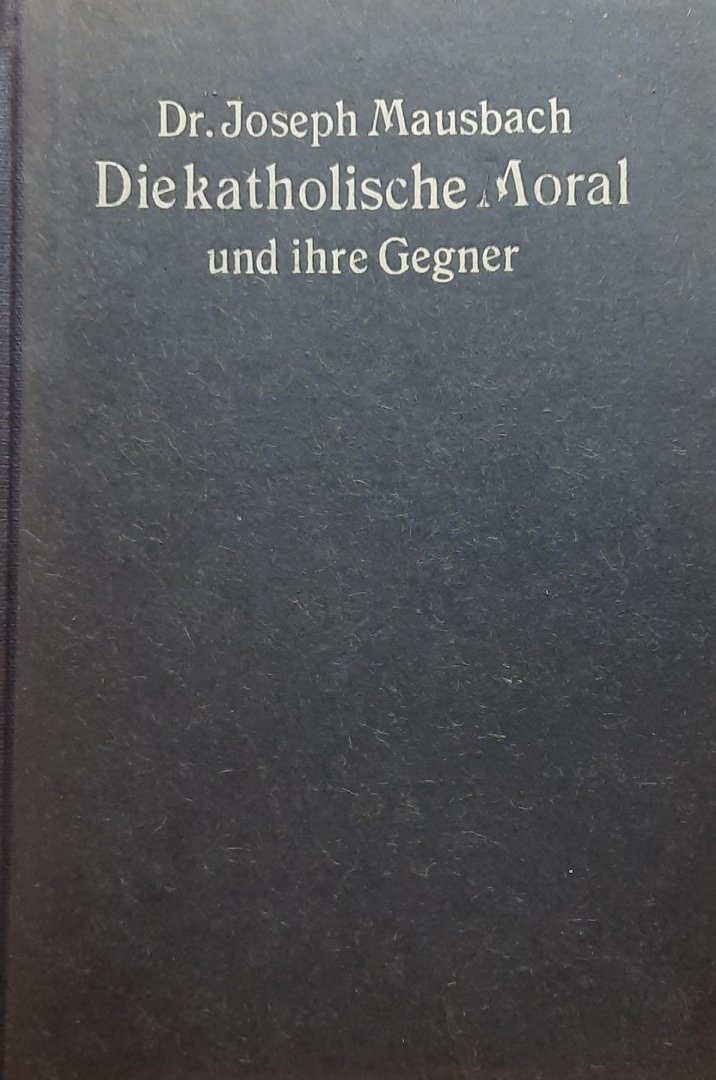 Dr. Joseph Mausbach
Die katholische Moral
und ihre Gegner